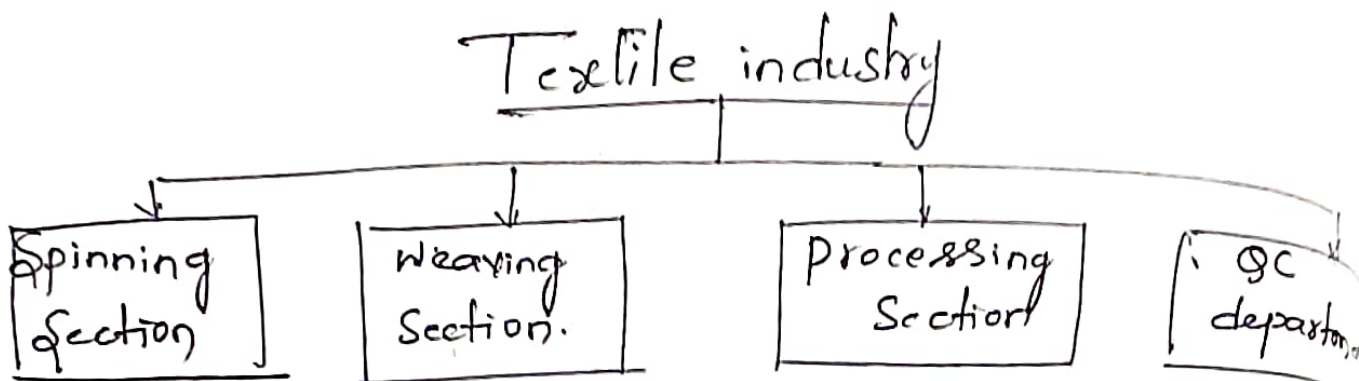 Textile industry
Spinning
Section
Weaving
Section.
Processing
Section
QC